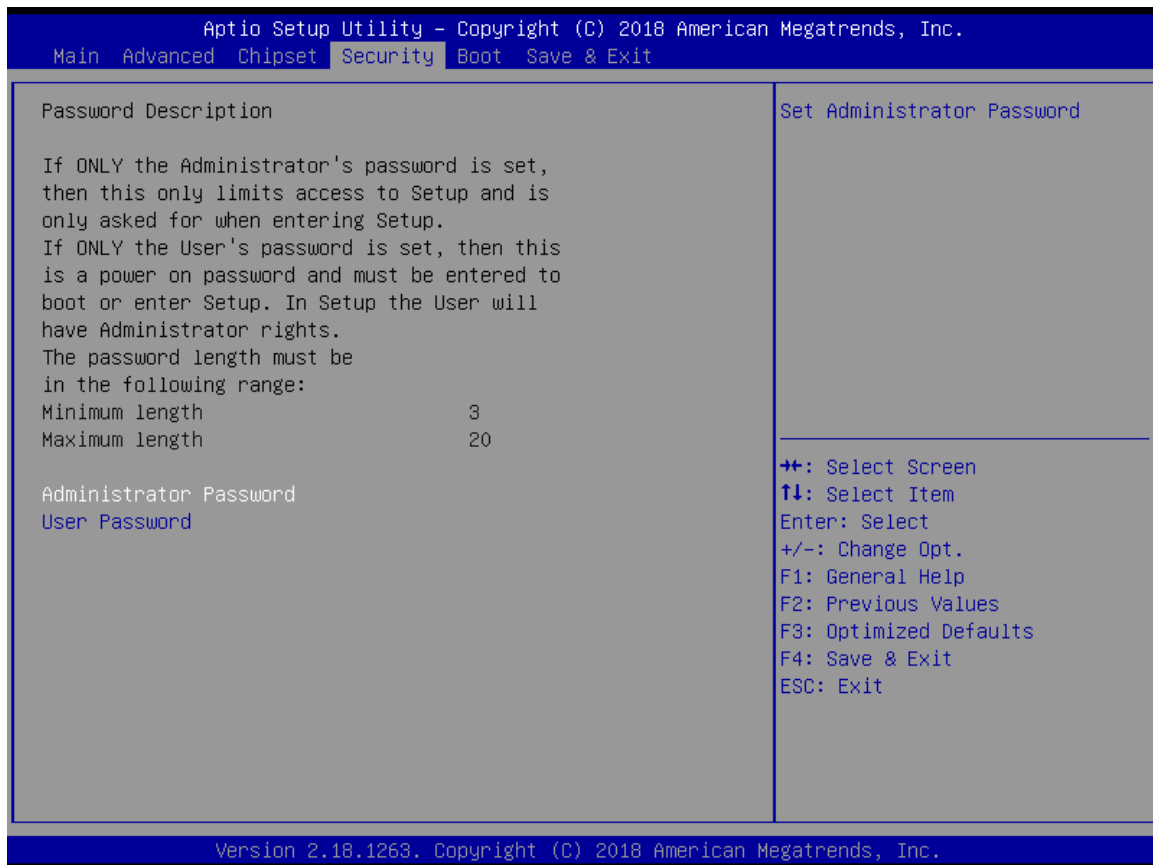 Aptio Setup Utility – Copyright (C) 2018 American Megatrends, Inc.
Main Advanced Chipset Security Boot Save & Exit
Password Description
If ONLY the Administrator's password is set,
then this only limits access to Setup and is
only asked for when entering Setup.
If ONLY the User's password is set, then this
is a power on password and must be entered to
boot or enter Setup. In Setup the User will
have Administrator rights.
The password length must be
in the following range:
Minimum length 3
Maximum length 20
Administrator Password
User Password
Set Administrator Password
→←: Select Screen
↑↓: Select Item
Enter: Select
+/-: Change Opt.
F1: General Help
F2: Previous Values
F3: Optimized Defaults
F4: Save & Exit
ESC: Exit
Version 2.18.1263. Copyright (C) 2018 American Megatrends, Inc.